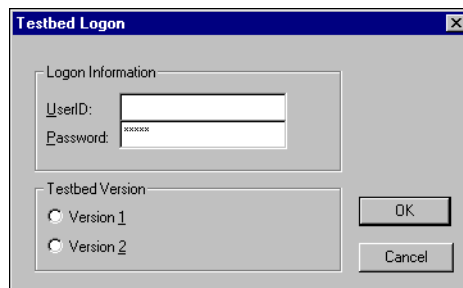 Testbed Logon
Logon Information
UserID:
Password: *****
Testbed Version
Version 1
Version 2
OK
Cancel